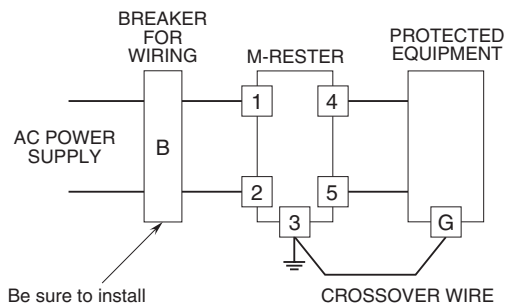 BREAKER
FOR
WIRING
M-RESTER
PROTECTED
EQUIPMENT
1
4
AC POWER
SUPPLY
B
2
5
3
G
Be sure to install
CROSSOVER WIRE